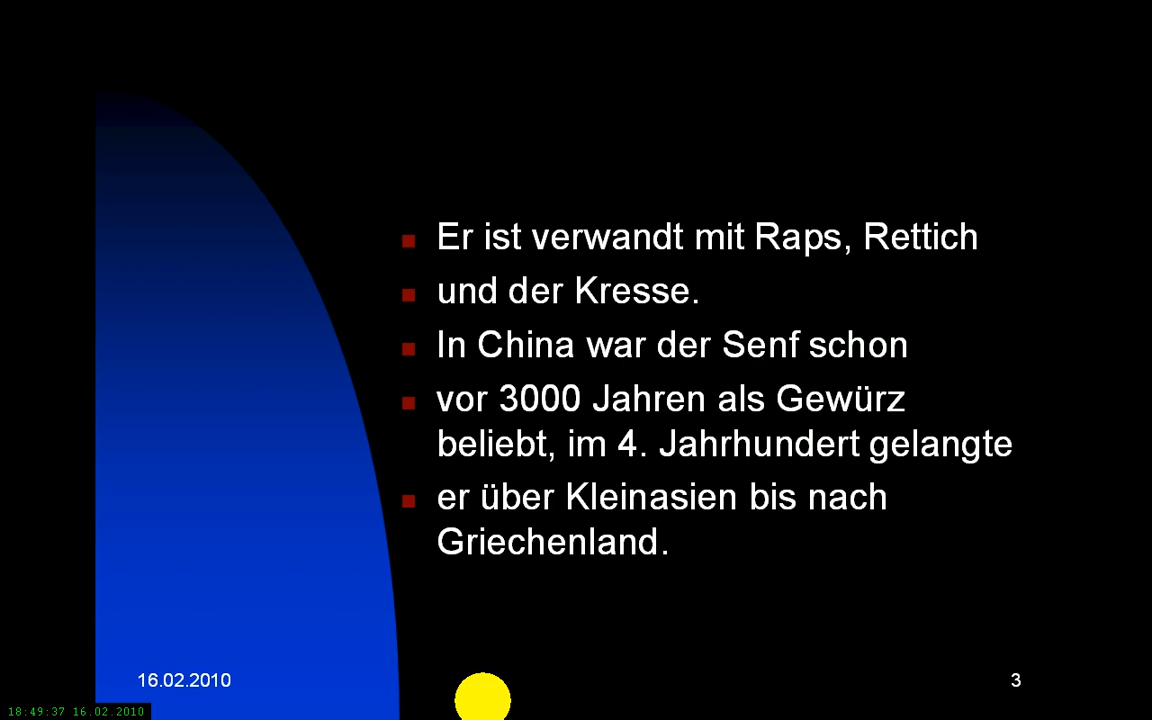 Er ist verwandt mit Raps, Rettich
und der Kresse.
In China war der Senf schon
vor 3000 Jahren als Gewürz
beliebt, im 4. Jahrhundert gelangte
er über Kleinasien bis nach
Griechenland.
16.02.2010
3
18:49:37 16.02.2010